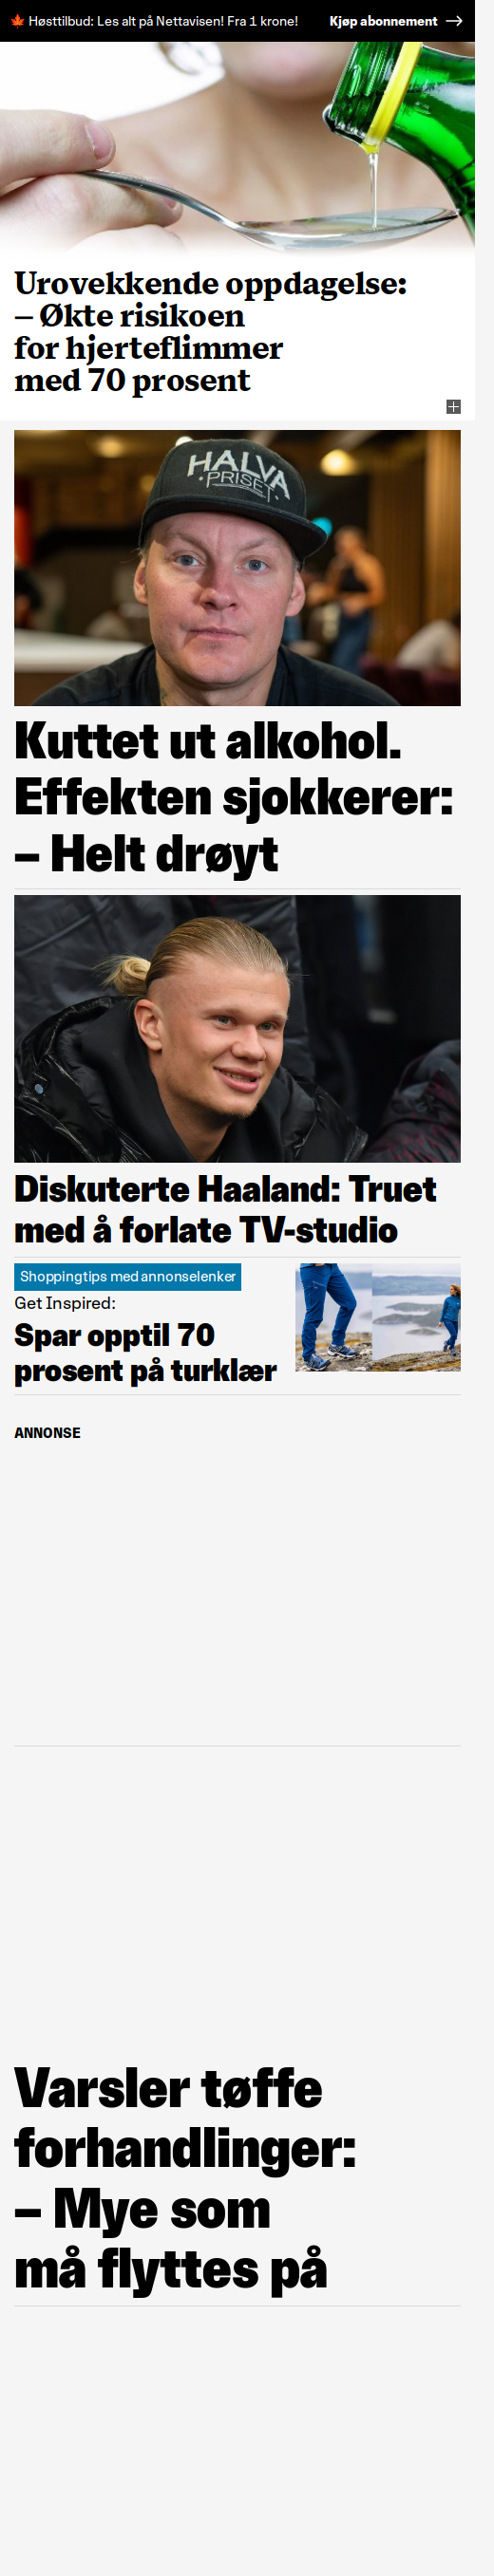 Høsttilbud: Les alt på Nettavisen! Fra 1 krone!
Kjøp abonnement →
Urovekkende oppdagelse:
– Økte risikoen
for hjerteflimmer
med 70 prosent
HALVA
PRISET
Kuttet ut alkohol.
Effekten sjokkerer:
– Helt drøyt
Diskuterte Haaland: Truet
med å forlate TV-studio
Shoppingtips med annonselenker
Get Inspired:
Spar opptil 70
prosent på turklær
ANNONSE
Varsler tøffe
forhandlinger:
– Mye som
må flyttes på